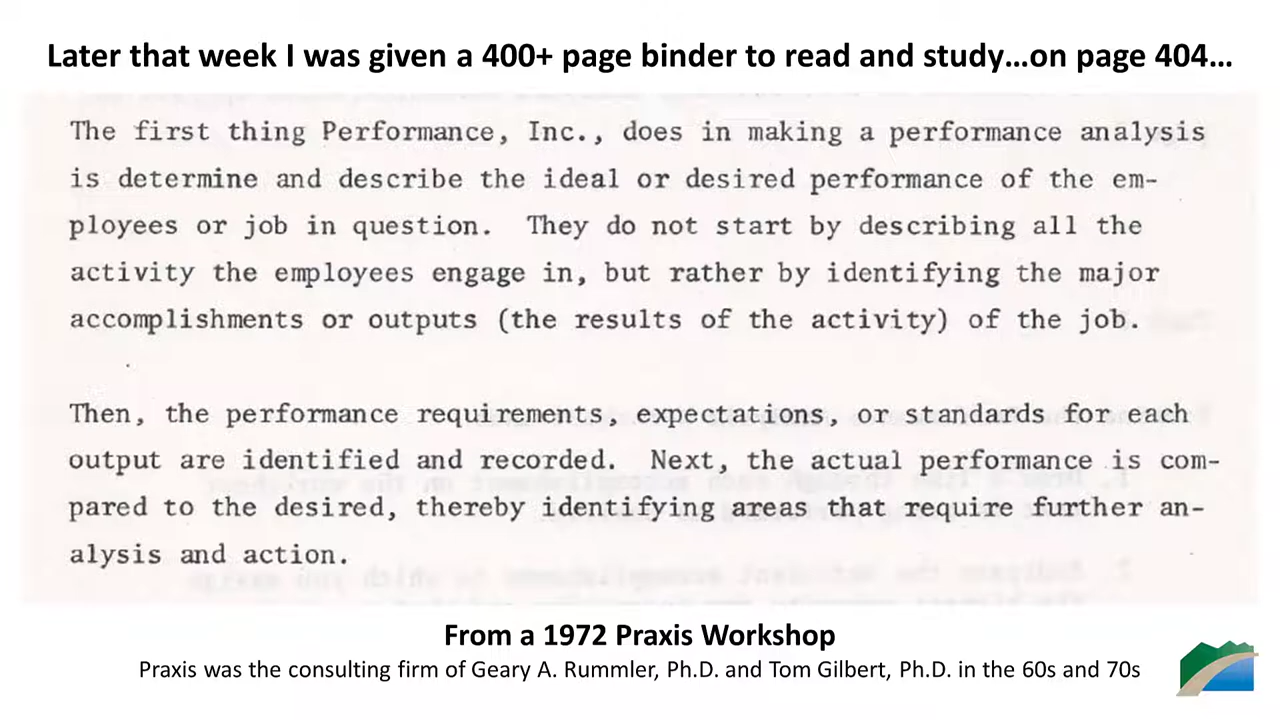 Later that week I was given a 400+ page binder to read and study…on page 404…
The first thing Performance, Inc., does in making a performance analysis
is determine and describe the ideal or desired performance of the em-
ployees or job in question. They do not start by describing all the
activity the employees engage in, but rather by identifying the major
accomplishments or outputs (the results of the activity) of the job.
Then, the performance requirements, expectations, or standards for each
output are identified and recorded. Next, the actual performance is com-
pared to the desired, thereby identifying areas that require further an-
alysis and action.
From a 1972 Praxis Workshop
Praxis was the consulting firm of Geary A. Rummler, Ph.D. and Tom Gilbert, Ph.D. in the 60s and 70s